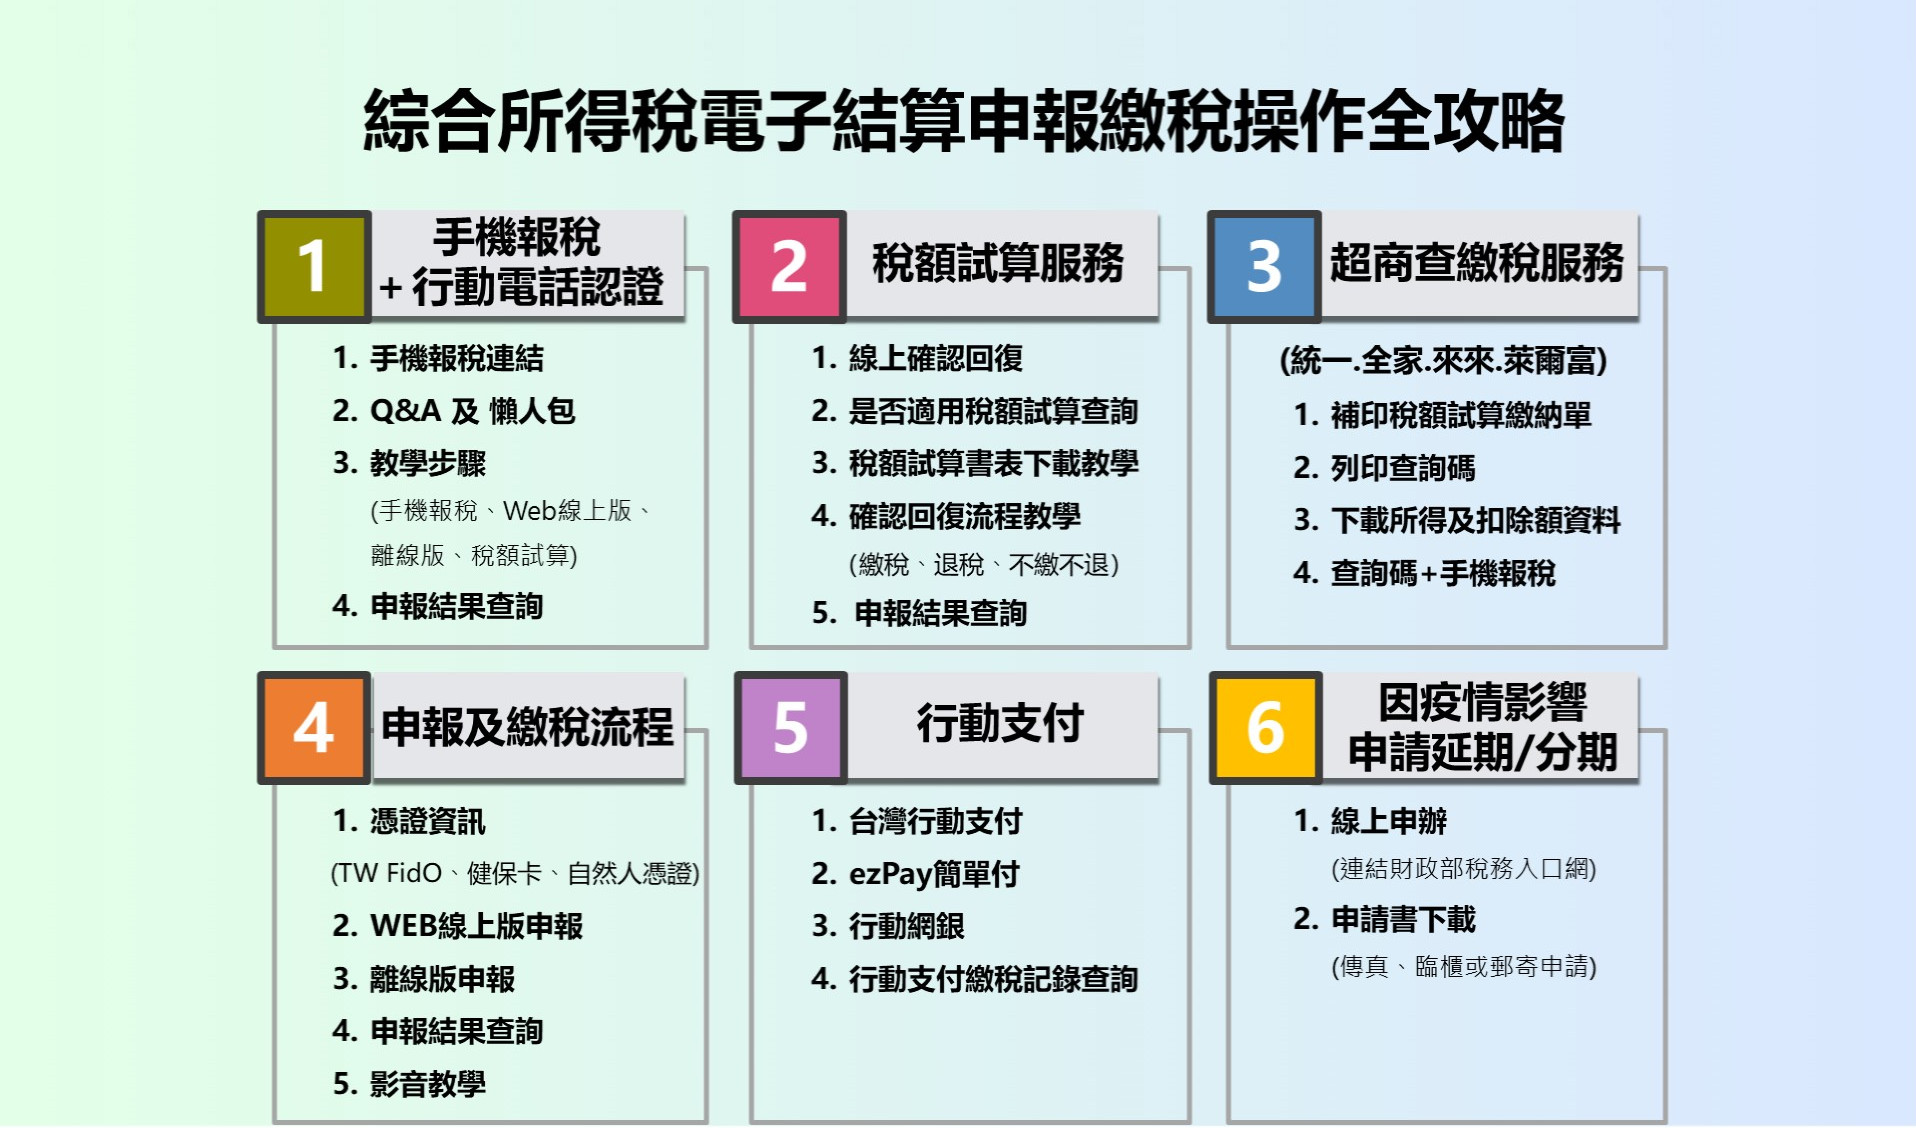 綜合所得稅電子結算申報繳稅操作全攻略
1
手機報稅
+ 行動電話認證
1. 手機報稅連結
2. Q&A 及 懶人包
3. 教學步驟
(手機報稅、Web線上版、
離線版、稅額試算)
4. 申報結果查詢
2
稅額試算服務
1. 線上確認回復
2. 是否適用稅額試算查詢
3. 稅額試算書表下載教學
4. 確認回復流程教學
(繳稅、退稅、不繳不退)
5. 申報結果查詢
3
超商查繳稅服務
(統一.全家.來來.萊爾富)
1. 補印稅額試算繳納單
2. 列印查詢碼
3. 下載所得及扣除額資料
4. 查詢碼+手機報稅
4
申報及繳稅流程
1. 憑證資訊
(TW FidO、健保卡、自然人憑證)
2. WEB線上版申報
3. 離線版申報
4. 申報結果查詢
5. 影音教學
5
行動支付
1. 台灣行動支付
2. ezPay簡單付
3. 行動網銀
4. 行動支付繳稅記錄查詢
6
因疫情影響
申請延期/分期
1. 線上申辦
(連結財政部稅務入口網)
2. 申請書下載
(傳真、臨櫃或郵寄申請)